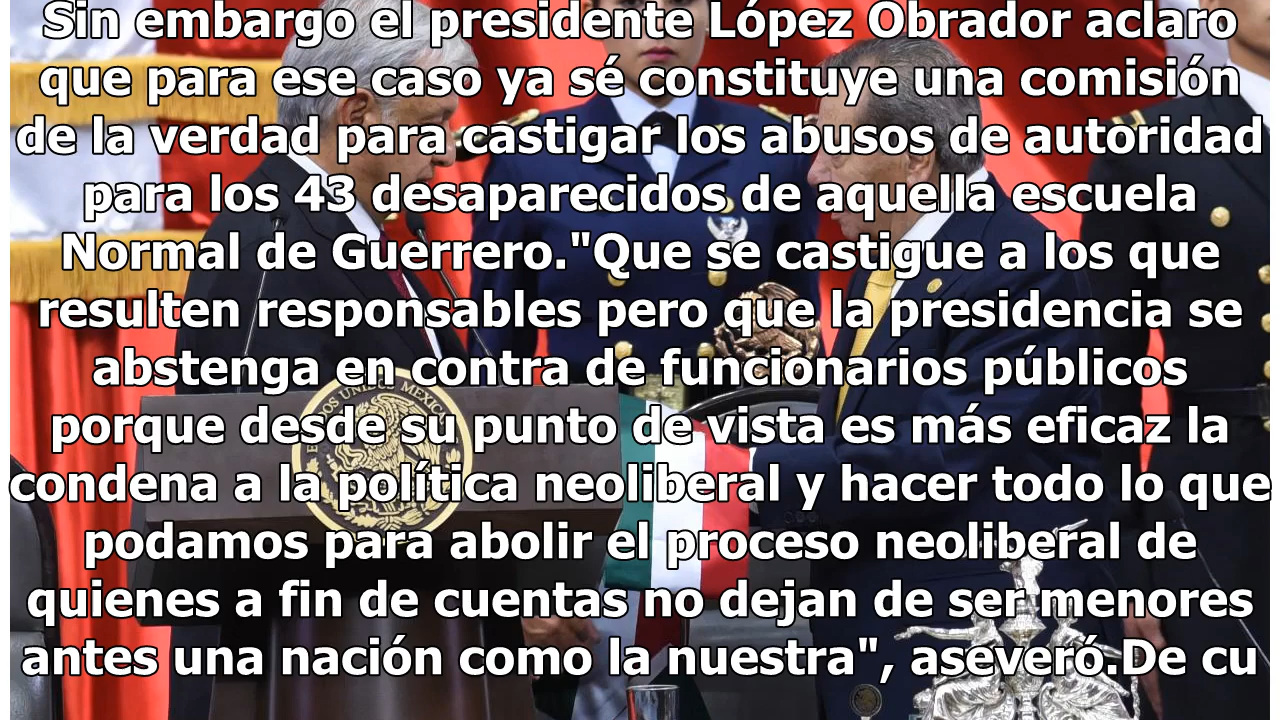 Sin embargo el presidente López Obrador aclaro
que para ese caso ya sé constituye una comisión
de la verdad para castigar los abusos de autoridad
para los 43 desaparecidos de aquella escuela
Normal de Guerrero."Que se castigue a los que
resulten responsables pero que la presidencia se
abstenga en contra de funcionarios públicos
porque desde su punto de vista es más eficaz la
condena a la política neoliberal y hacer todo lo que
podamos para abolir el proceso neoliberal de
quienes a fin de cuentas no dejan de ser menores
antes una nación como la nuestra", aseveró.De cu
ESTADOS UNIDOS MEXICANOS